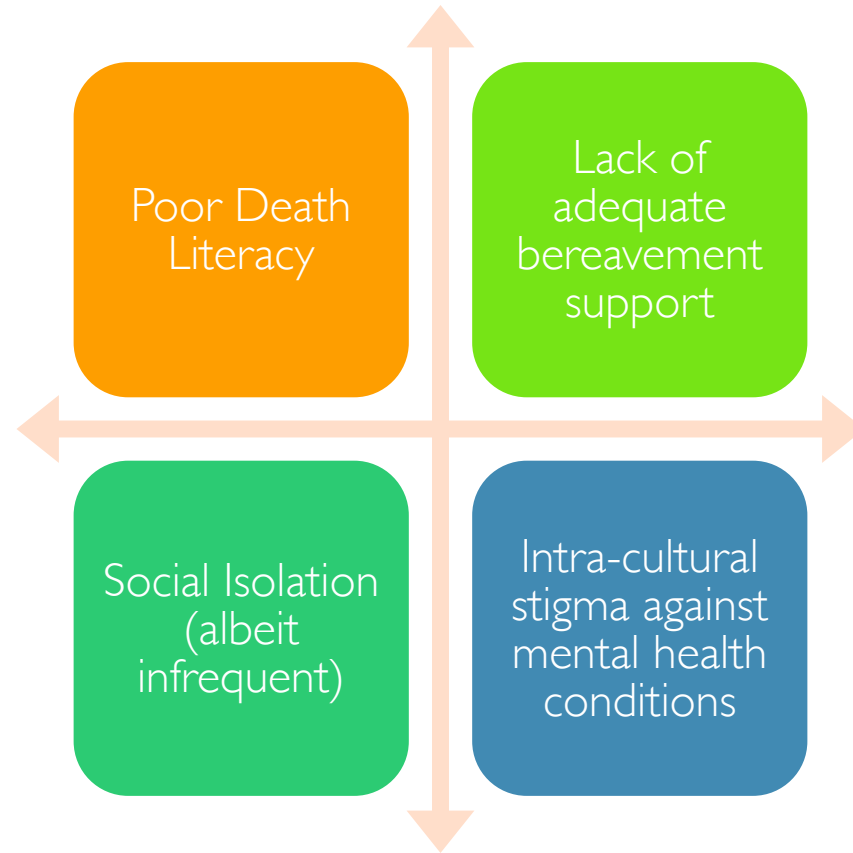 Poor Death
Literacy
Lack of
adequate
bereavement
support
Social Isolation
(albeit
infrequent)
Intra-cultural
stigma against
mental health
conditions